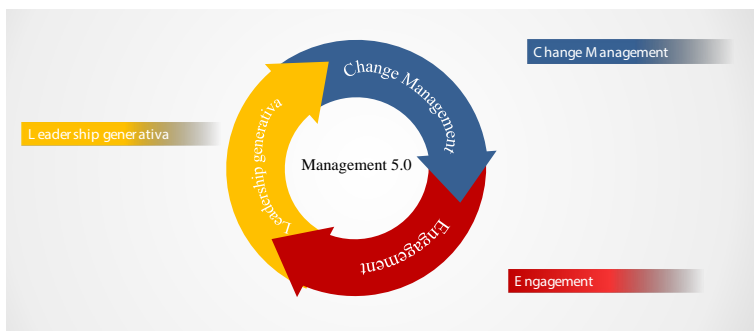 Change Management
Change Management
Leadership generativa
Leadership generativa
Management 5.0
Engagement
Engagement